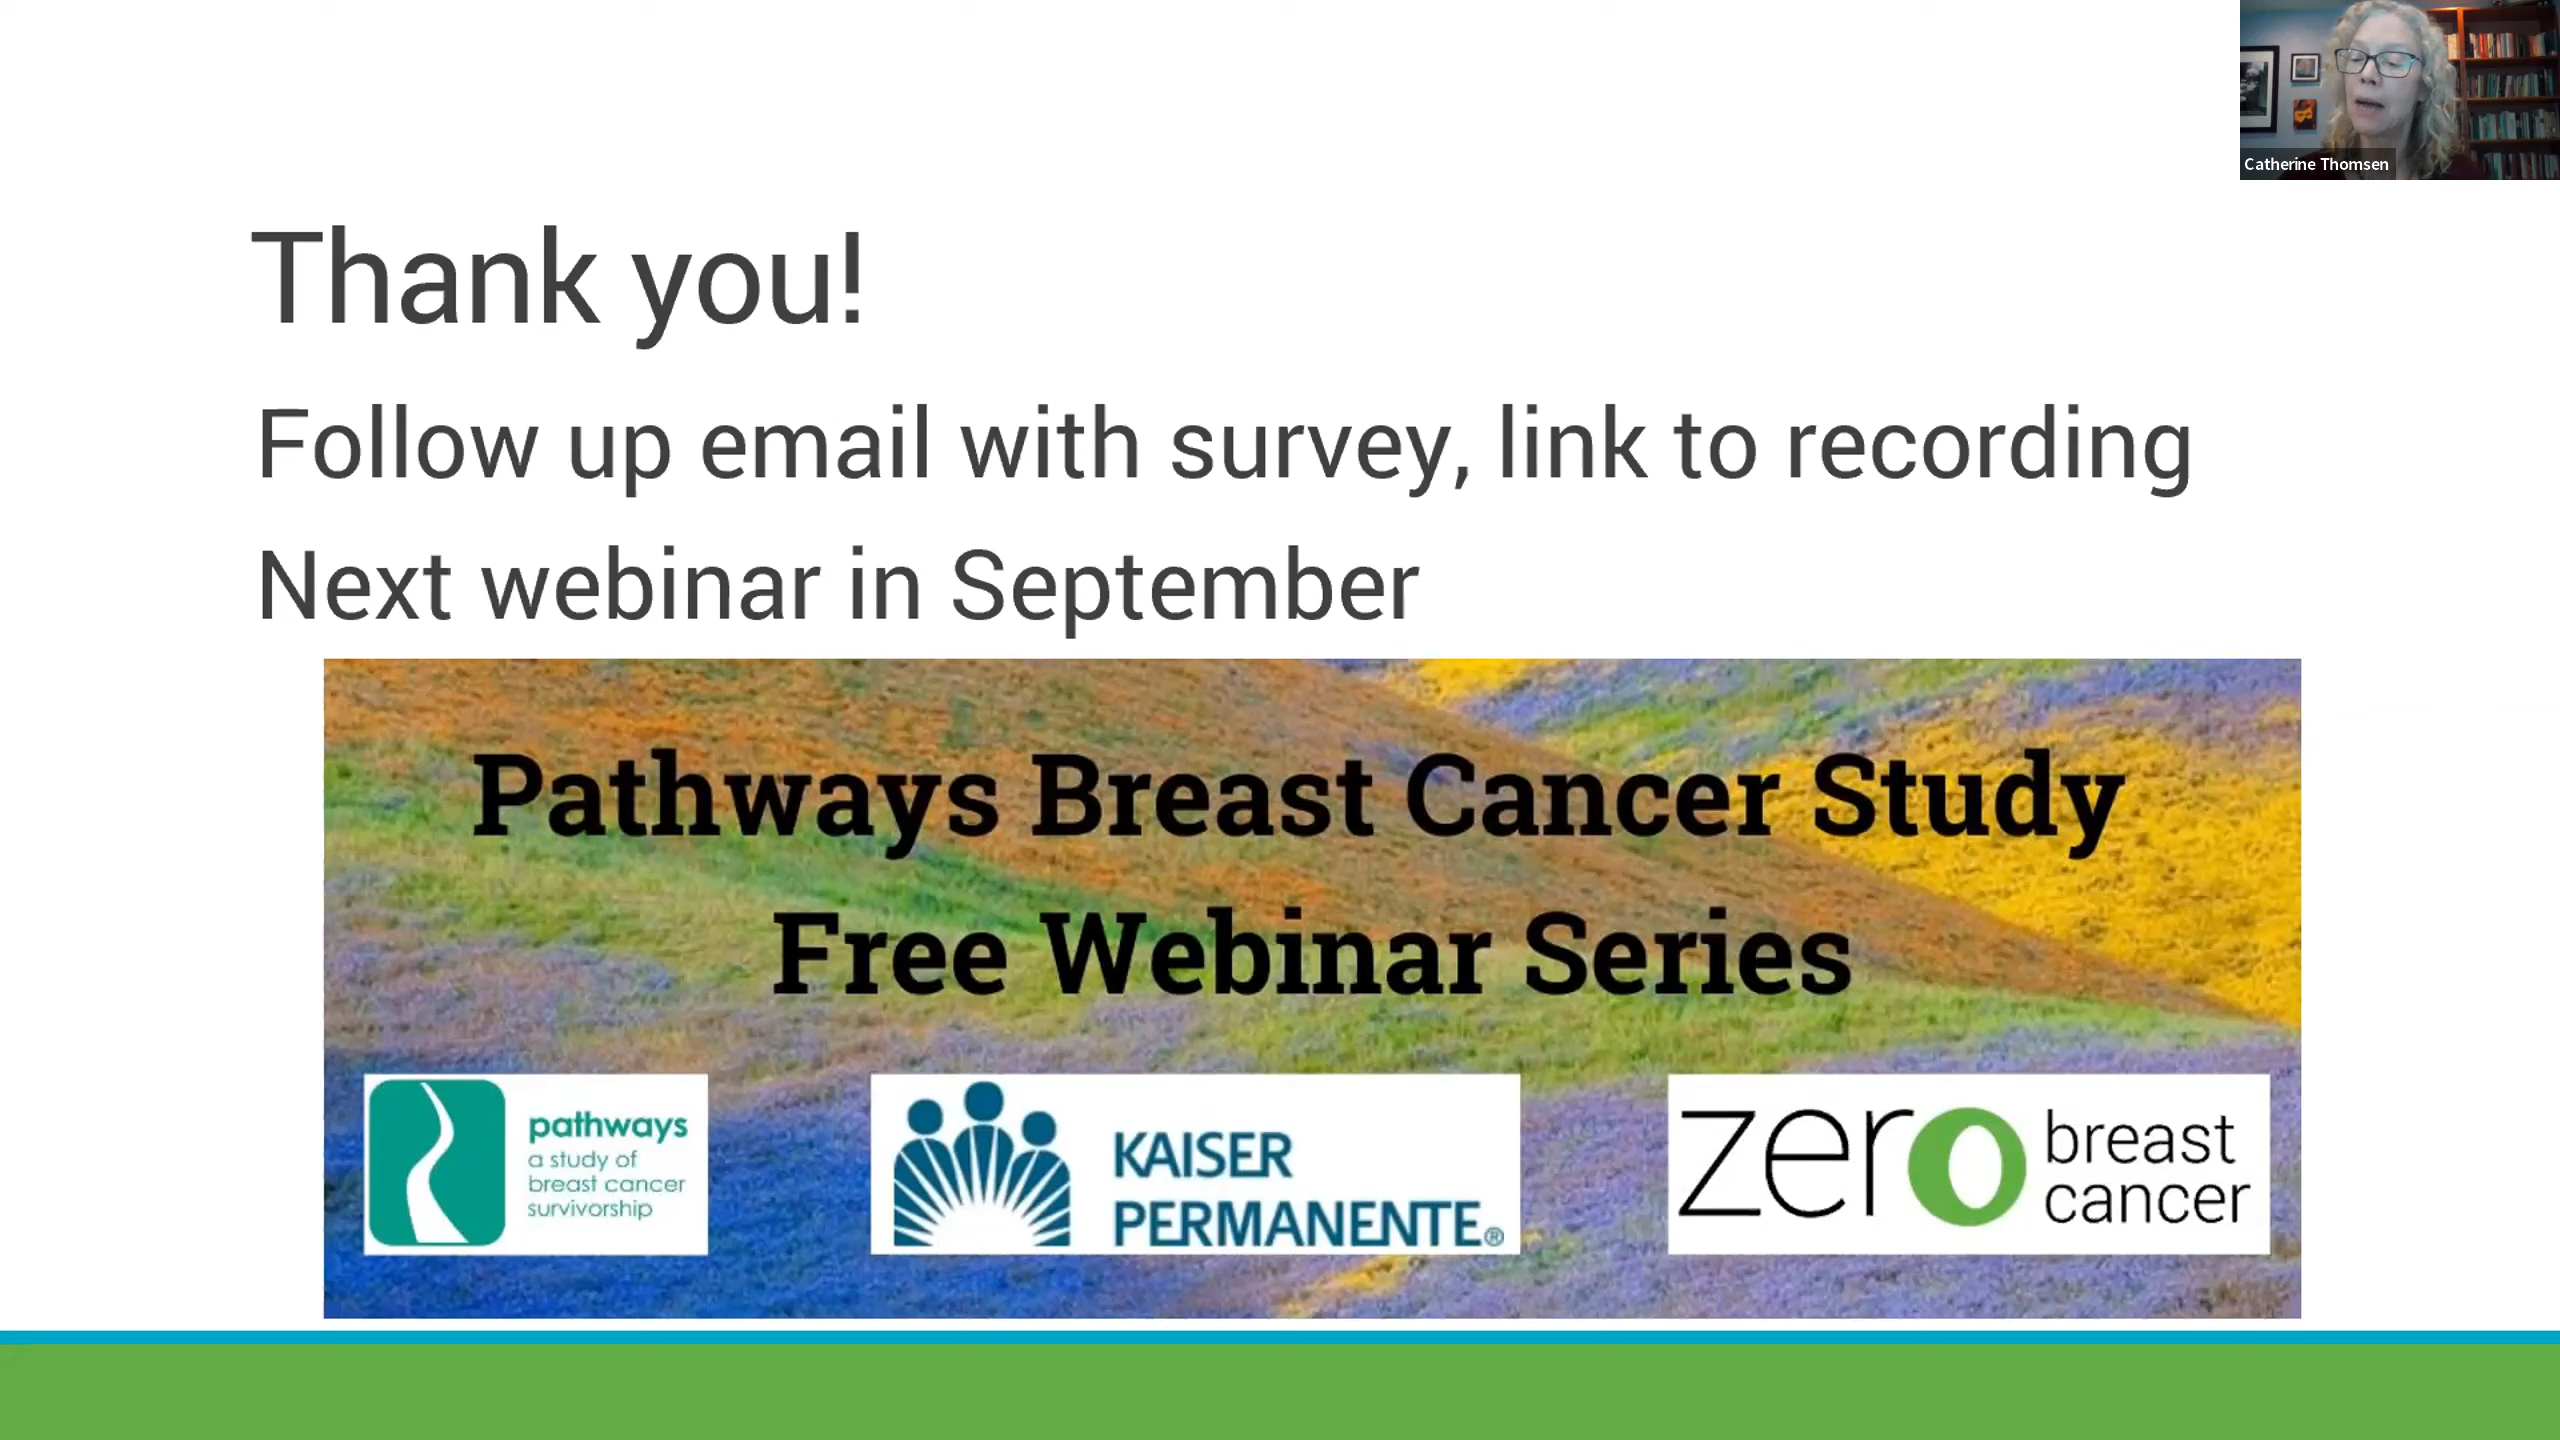 Catherine Thomsen
Thank you!
Follow up email with survey, link to recording
Next webinar in September
Pathways Breast Cancer Study
Free Webinar Series
pathways
a study of
breast cancer
survivorship
KAISER
PERMANENTE®
zero
breast
cancer